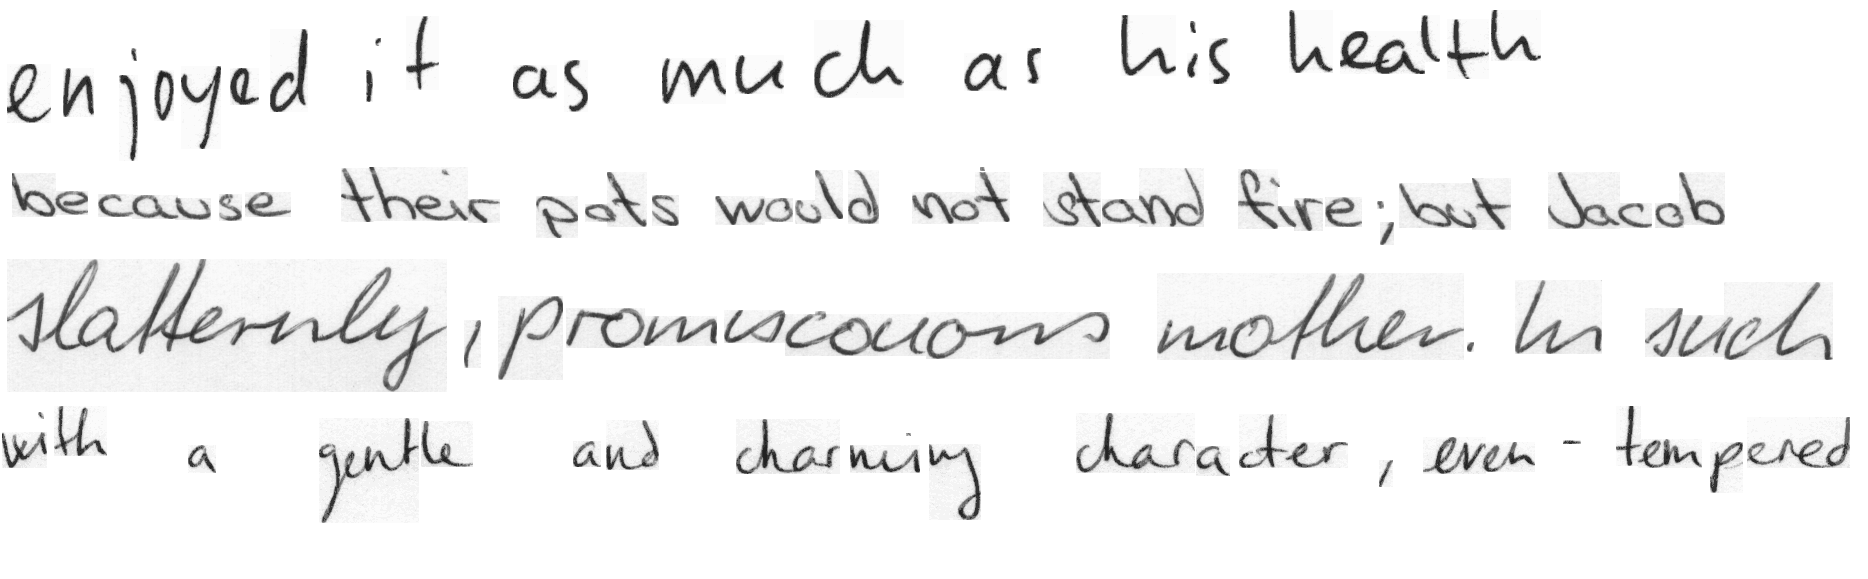 enjoyed it as much as his health
because their pots would not stand fire; but Jacob
slatternly, promiscouous mother. In such
with a gentle and charming character, even - tempered